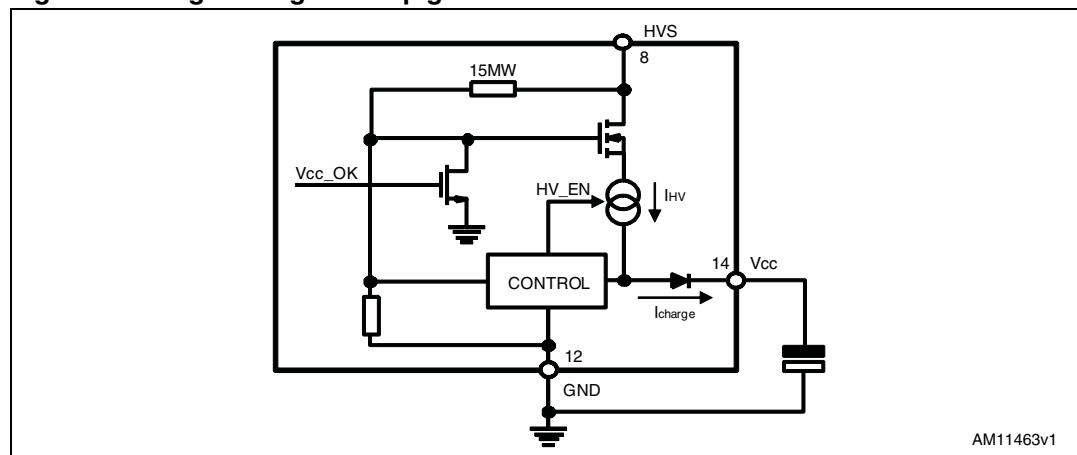 HVS
8
15MW
Vcc_OK
HV_EN
IHV
14
Vcc
CONTROL
Icharge
12
GND
AM11463v1